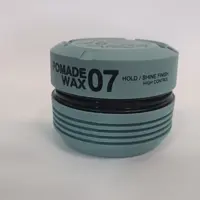 POMADE
WAX 07
HOLD / SHINE FINISH
HIGH CONTROL